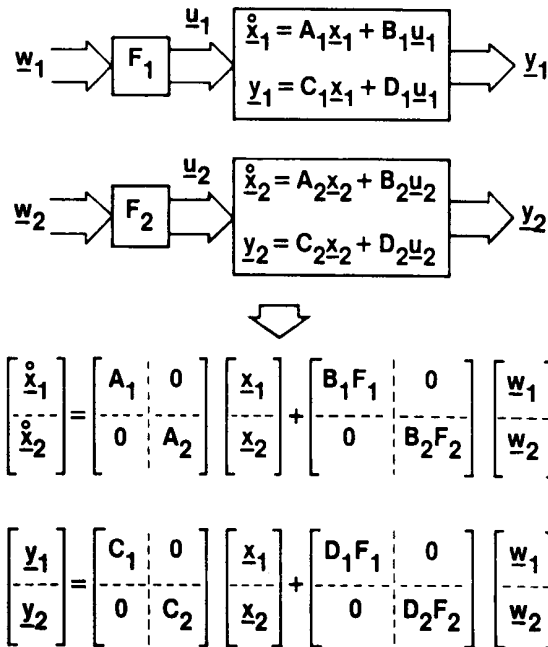 w₁ F₁ u₁ x̊₁ = A₁x₁ + B₁u₁ y₁
y₁ = C₁x₁ + D₁u₁
w₂ F₂ u₂ x̊₂ = A₂x₂ + B₂u₂ y₂
y₂ = C₂x₂ + D₂u₂
[x̊₁] = [A₁ 0] [x₁] + [B₁F₁ 0] [w₁]
[x̊₂] [0 A₂] [x₂] [0 B₂F₂] [w₂]
[y₁] = [C₁ 0] [x₁] + [D₁F₁ 0] [w₁]
[y₂] [0 C₂] [x₂] [0 D₂F₂] [w₂]